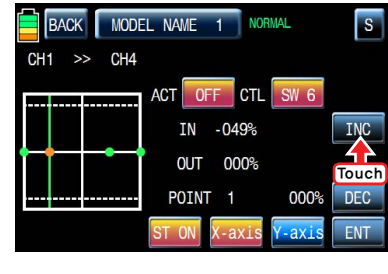 BACK MODEL NAME 1 NORMAL S
CH1 >> CH4
ACT OFF CTL SW 6
IN -049% INC
Touch
OUT 000%
POINT 1 000% DEC
ST ON X-axis Y-axis ENT